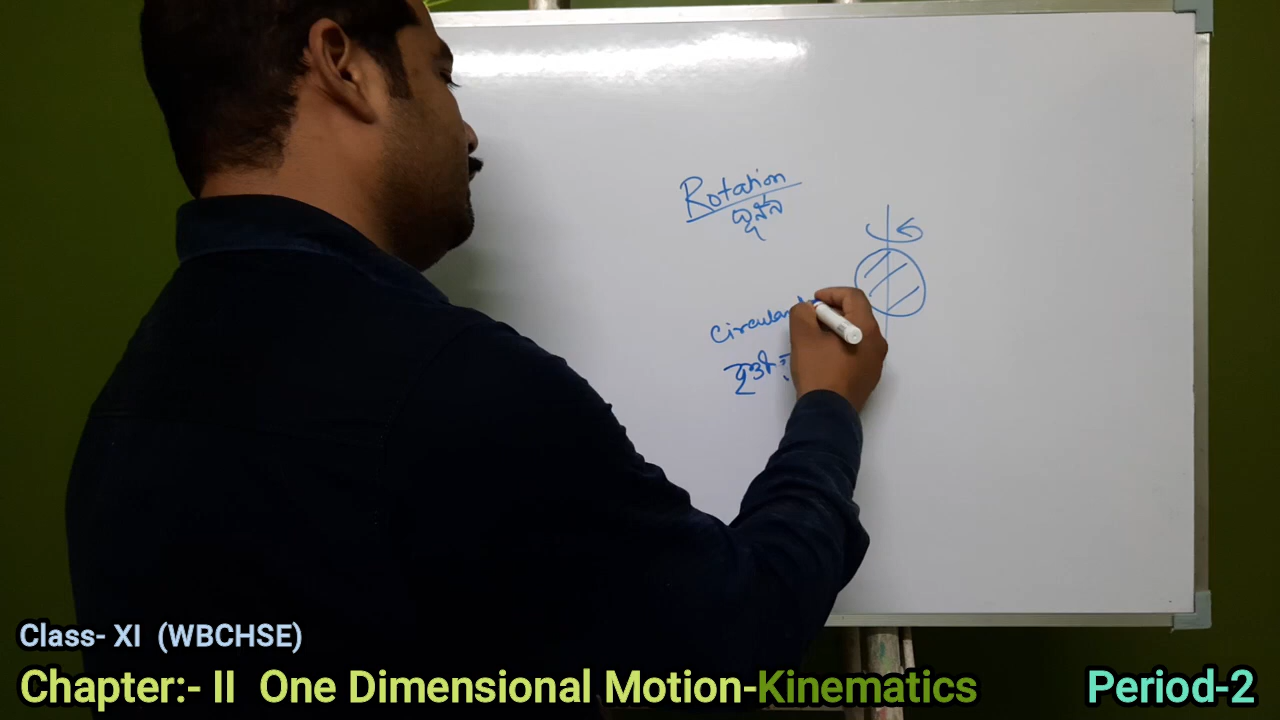 Rotation
ঘূর্ণন
Circular
Class- XI (WBCHSE)
Chapter:- II One Dimensional Motion-Kinematics
Period-2